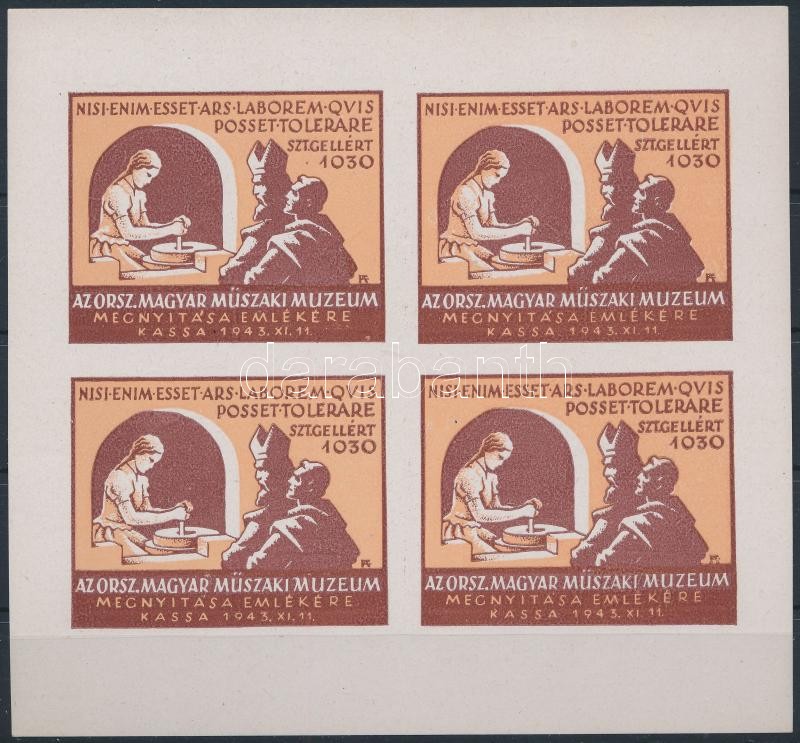 NISI·ENIM·ESSET·ARS·LABOREM·QVIS
POSSET·TOLERARE
SZT.GELLÉRT
1030
AZ ORSZ. MAGYAR MŰSZAKI MUZEUM
MEGNYITÁSA EMLÉKÉRE
KASSA 1943. XI. 11.
NISI·ENIM·ESSET·ARS·LABOREM·QVIS
POSSET·TOLERARE
SZT.GELLÉRT
1030
AZ ORSZ. MAGYAR MŰSZAKI MUZEUM
MEGNYITÁSA EMLÉKÉRE
KASSA 1943. XI. 11.
darabanth
NISI·ENIM·ESSET·ARS·LABOREM·QVIS
POSSET·TOLERARE
SZT.GELLÉRT
1030
AZ ORSZ. MAGYAR MŰSZAKI MUZEUM
MEGNYITÁSA EMLÉKÉRE
KASSA 1943. XI. 11.
NISI·ENIM·ESSET·ARS·LABOREM·QVIS
POSSET·TOLERARE
SZT.GELLÉRT
1030
AZ ORSZ. MAGYAR MŰSZAKI MUZEUM
MEGNYITÁSA EMLÉKÉRE
KASSA 1943. XI. 11.